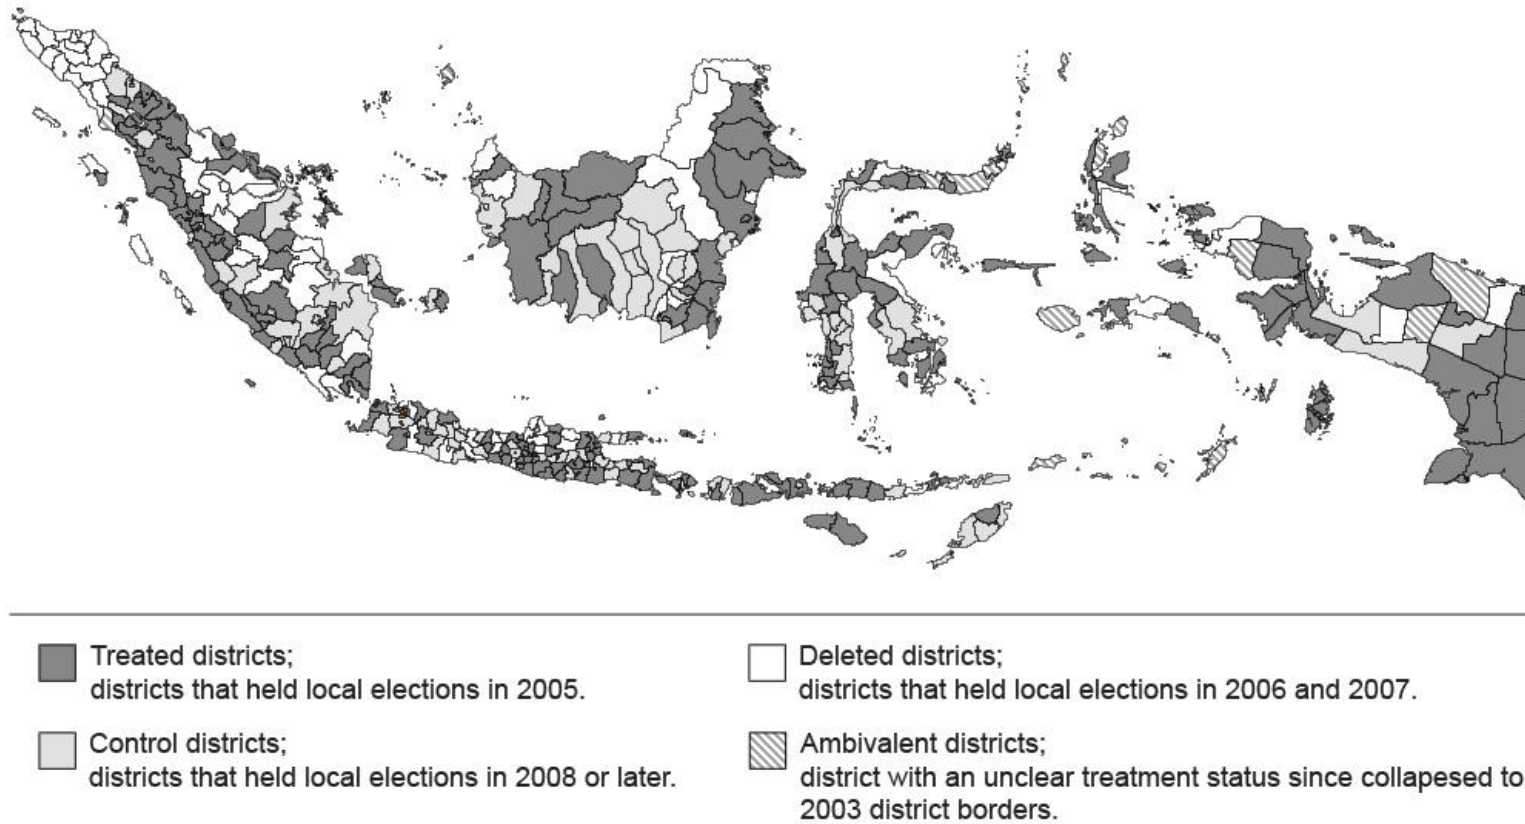 Treated districts;
districts that held local elections in 2005.
Control districts;
districts that held local elections in 2008 or later.
Deleted districts;
districts that held local elections in 2006 and 2007.
Ambivalent districts;
district with an unclear treatment status since collapesed to
2003 district borders.